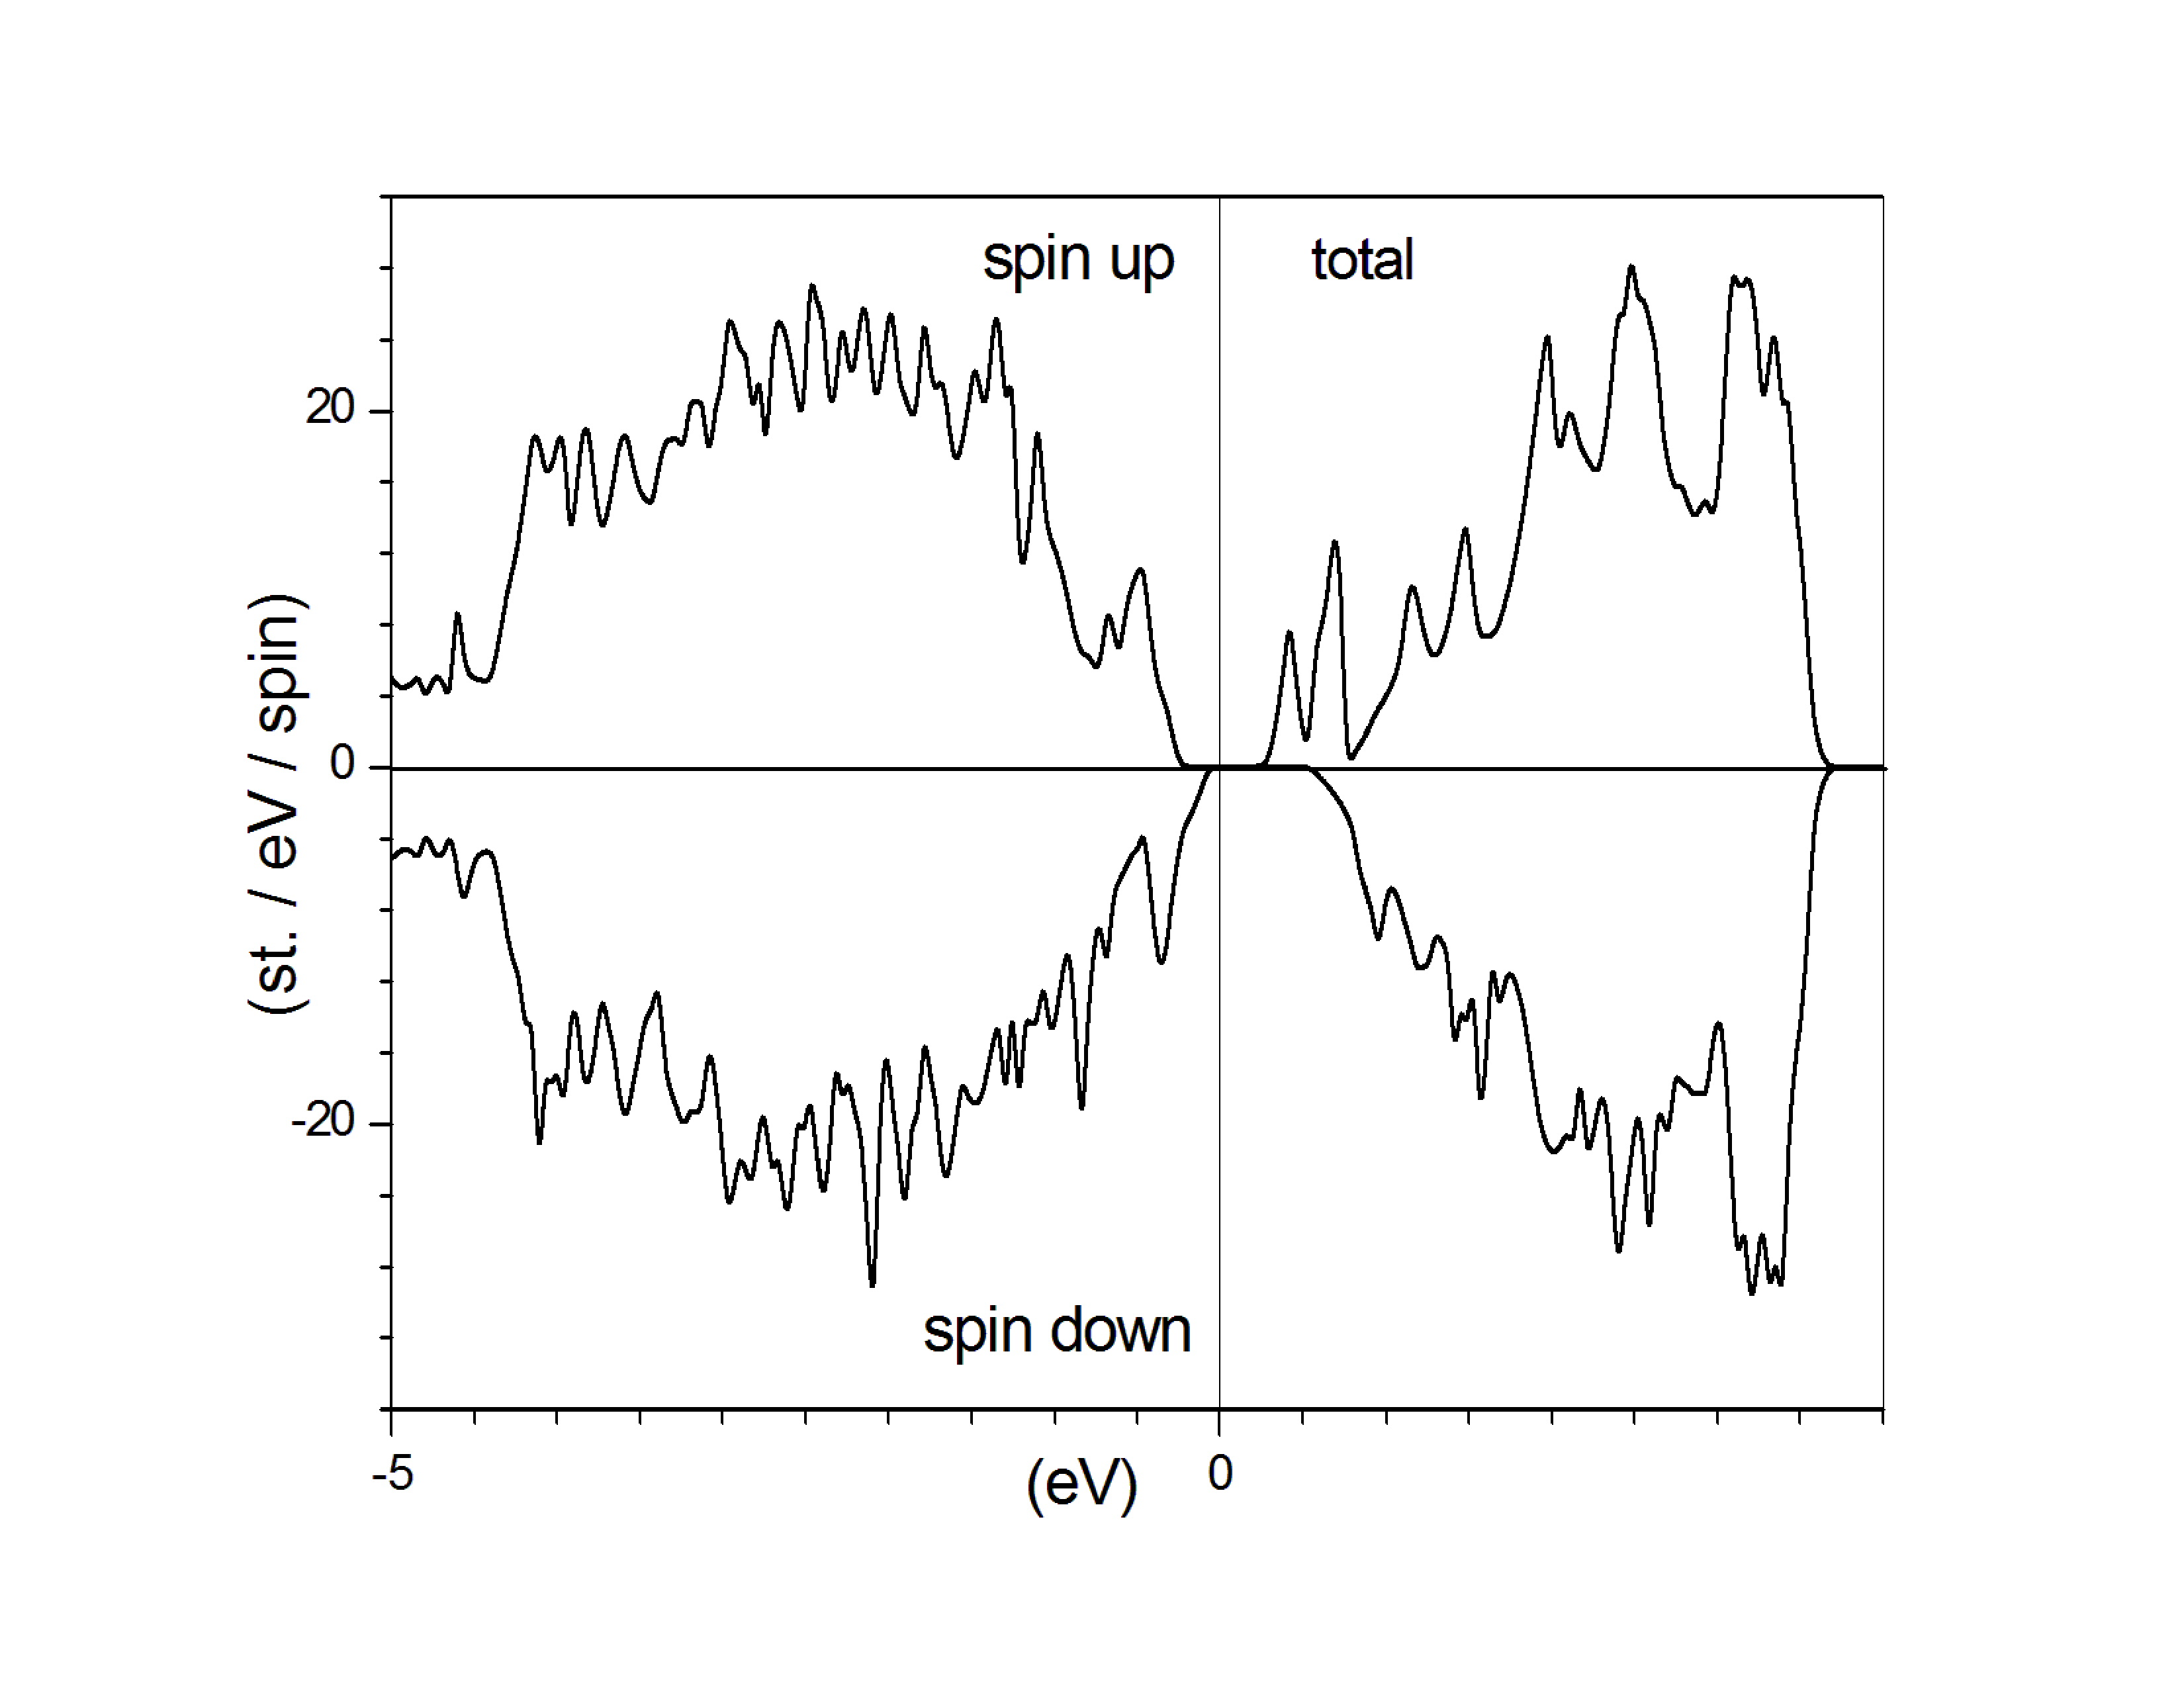 spin up
total
20
0
-20
(st. / eV / spin)
spin down
-5
(eV)
0